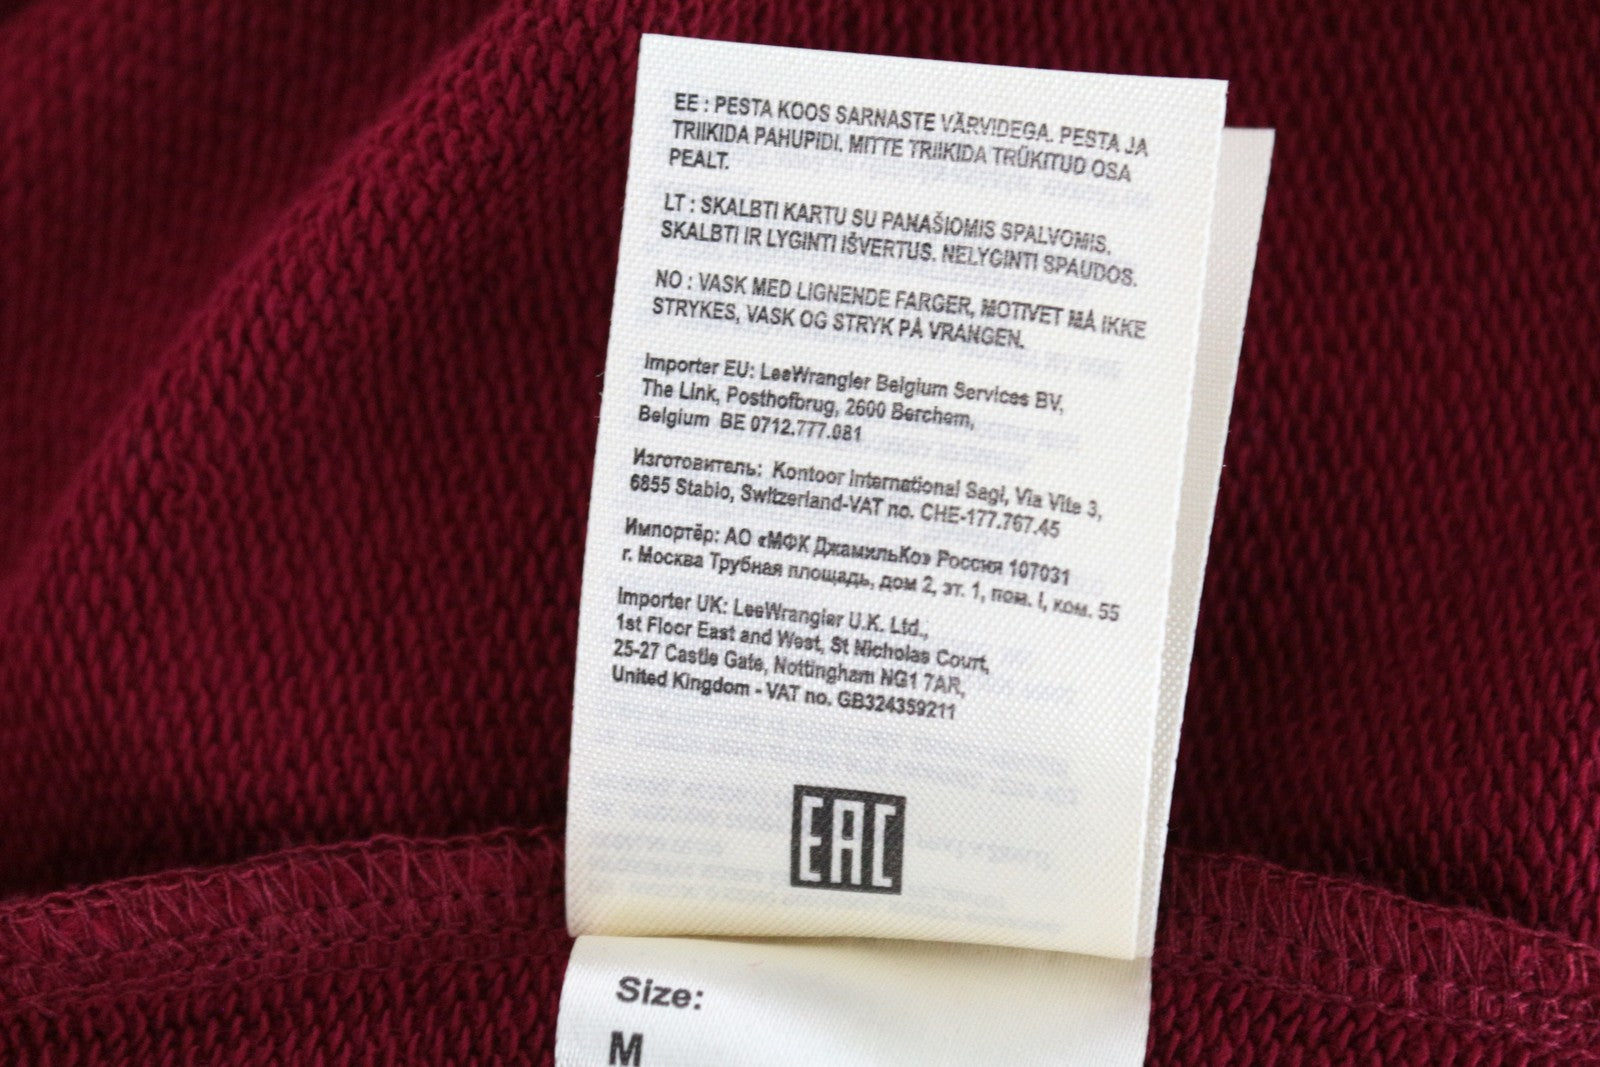 EE : PESTA KOOS SARNASTE VÄRVIDEGA. PESTA JA
TRIIKIDA PAHUPIDI. MITTE TRIIKIDA TRÜKITUD OSA
PEALT.
LT : SKALBTI KARTU SU PANAŠIOMIS SPALVOMIS.
SKALBTI IR LYGINTI IŠVERTUS. NELYGINTI SPAUDOS.
NO : VASK MED LIGNENDE FARGER, MOTIVET MÅ IKKE
STRYKES, VASK OG STRYK PÅ VRANGEN.
Importer EU: LeeWrangler Belgium Services BV,
The Link, Posthofbrug, 2600 Berchem,
Belgium BE 0712.777.081
Изготовитель: Kontoor International Sagl, Via Vite 3,
6855 Stabio, Switzerland-VAT no. CHE-177.767.45
Импортёр: АО «МФК ДжамильКо» Россия 107031
г. Москва Трубная площадь, дом 2, эт. 1, пом. I, ком. 55
Importer UK: LeeWrangler U.K. Ltd.,
1st Floor East and West, St Nicholas Court,
25-27 Castle Gate, Nottingham NG1 7AR,
United Kingdom - VAT no. GB324359211
EAC
Size:
M